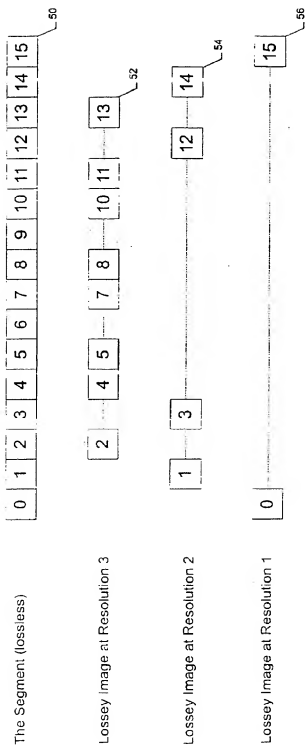 The Segment (lossless)
0 1 2 3 4 5 6 7 8 9 10 11 12 13 14 15
50
Lossey Image at Resolution 3
2 4 5 7 8 10 11 13
52
Lossey Image at Resolution 2
1 3 12 14
54
Lossey Image at Resolution 1
0 15
56